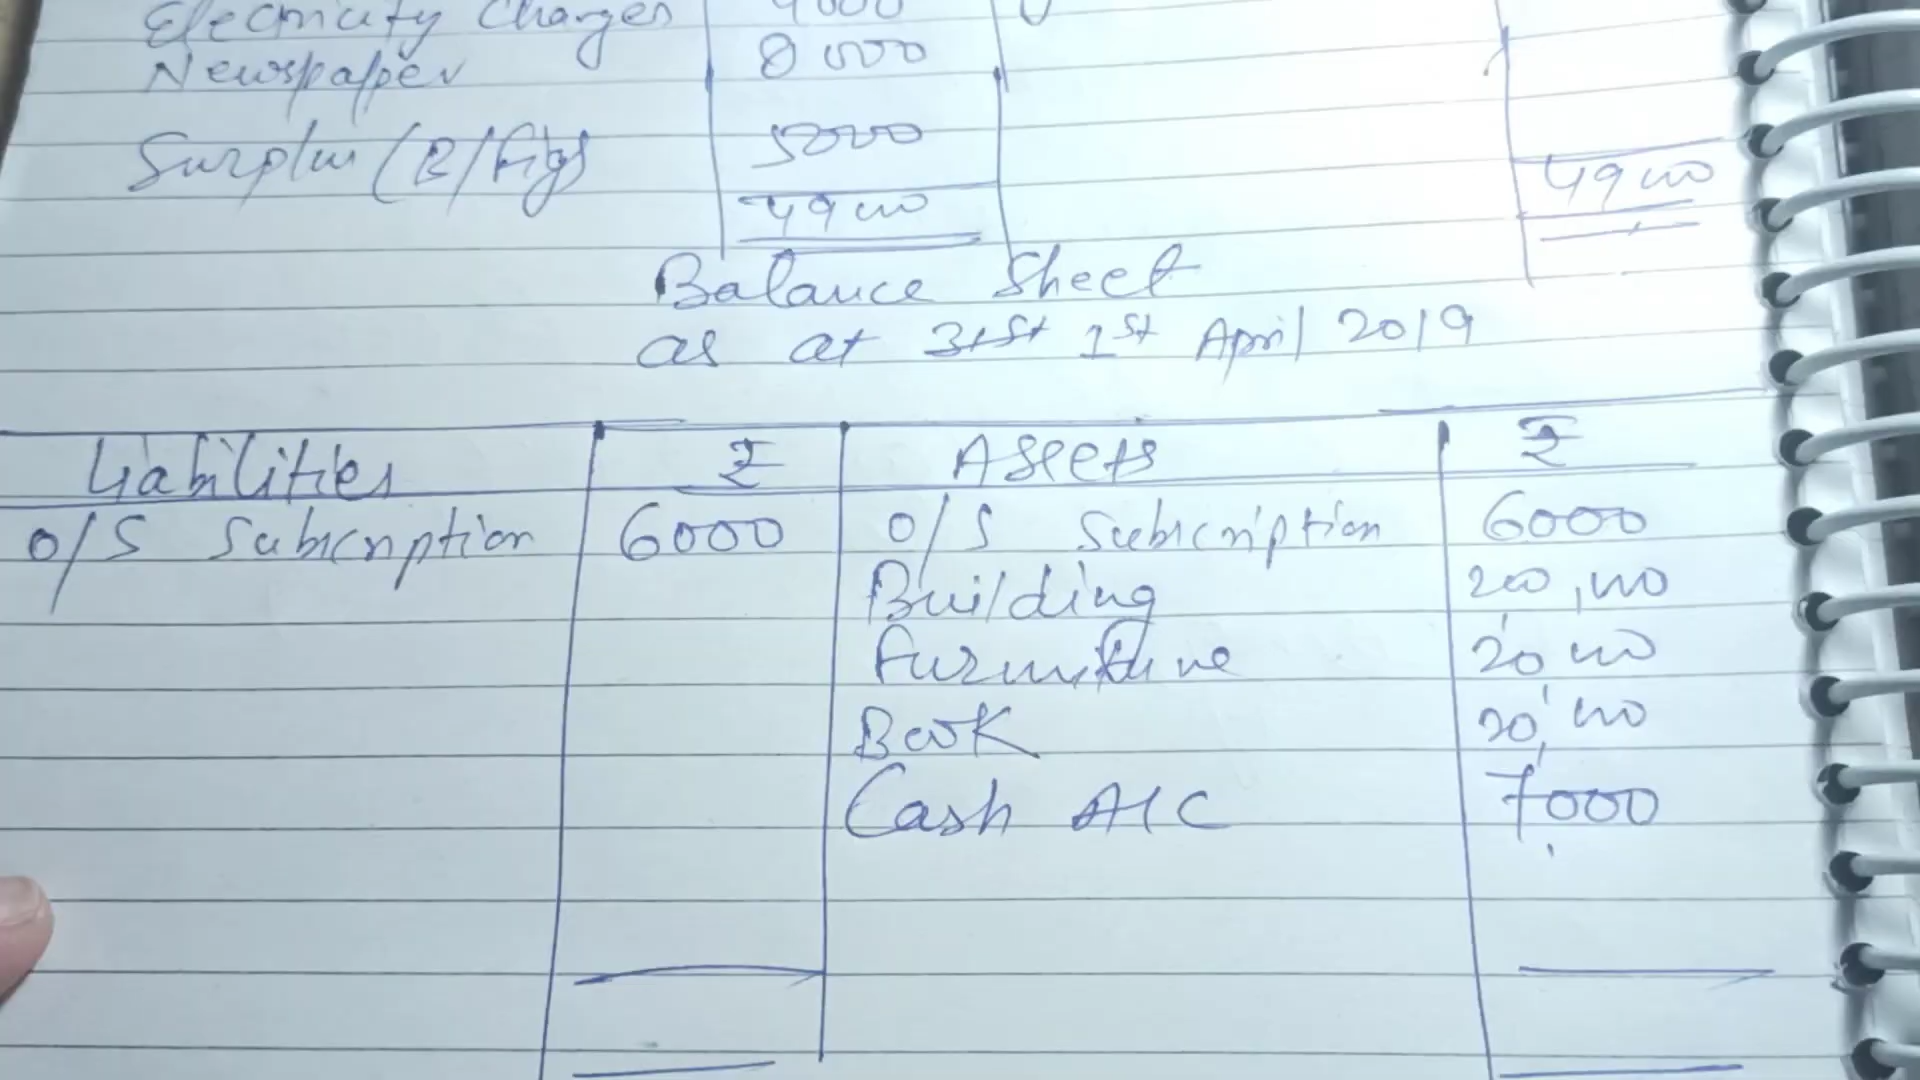 Electricity Charges 4000
Newspaper 8000
Surplus (B/fig) 5000
49000 49000
Balance Sheet
as at 31st 1st April 2019
Liabilities ₹ Assets ₹
O/S Subscription 6000 O/S Subscription 6000
Building 200,000
Furniture 20,000
Book 20,000
Cash A/C 7000